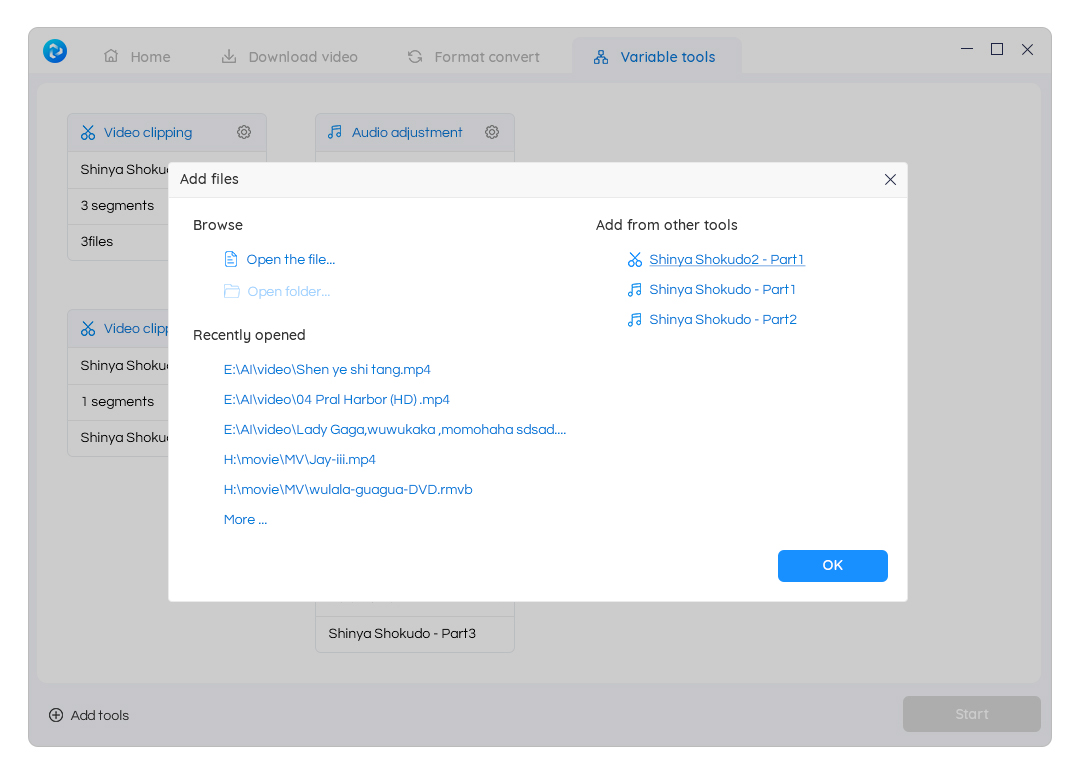 Home
Download video
Format convert
Variable tools
Video clipping
Audio adjustment
Shinya Shoku
3 segments
3files
Video clipp
Shinya Shoku
1 segments
Shinya Shoku
Add files
Browse
Open the file...
Open folder...
Recently opened
E:\AI\video\Shen ye shi tang.mp4
E:\AI\video\04 Pral Harbor (HD) .mp4
E:\AI\video\Lady Gaga,wuwukaka ,momohaha sdsad....
H:\movie\MV\Jay-iii.mp4
H:\movie\MV\wulala-guagua-DVD.rmvb
More ...
Add from other tools
Shinya Shokudo2 - Part1
Shinya Shokudo - Part1
Shinya Shokudo - Part2
OK
Shinya Shokudo - Part3
Add tools
Start